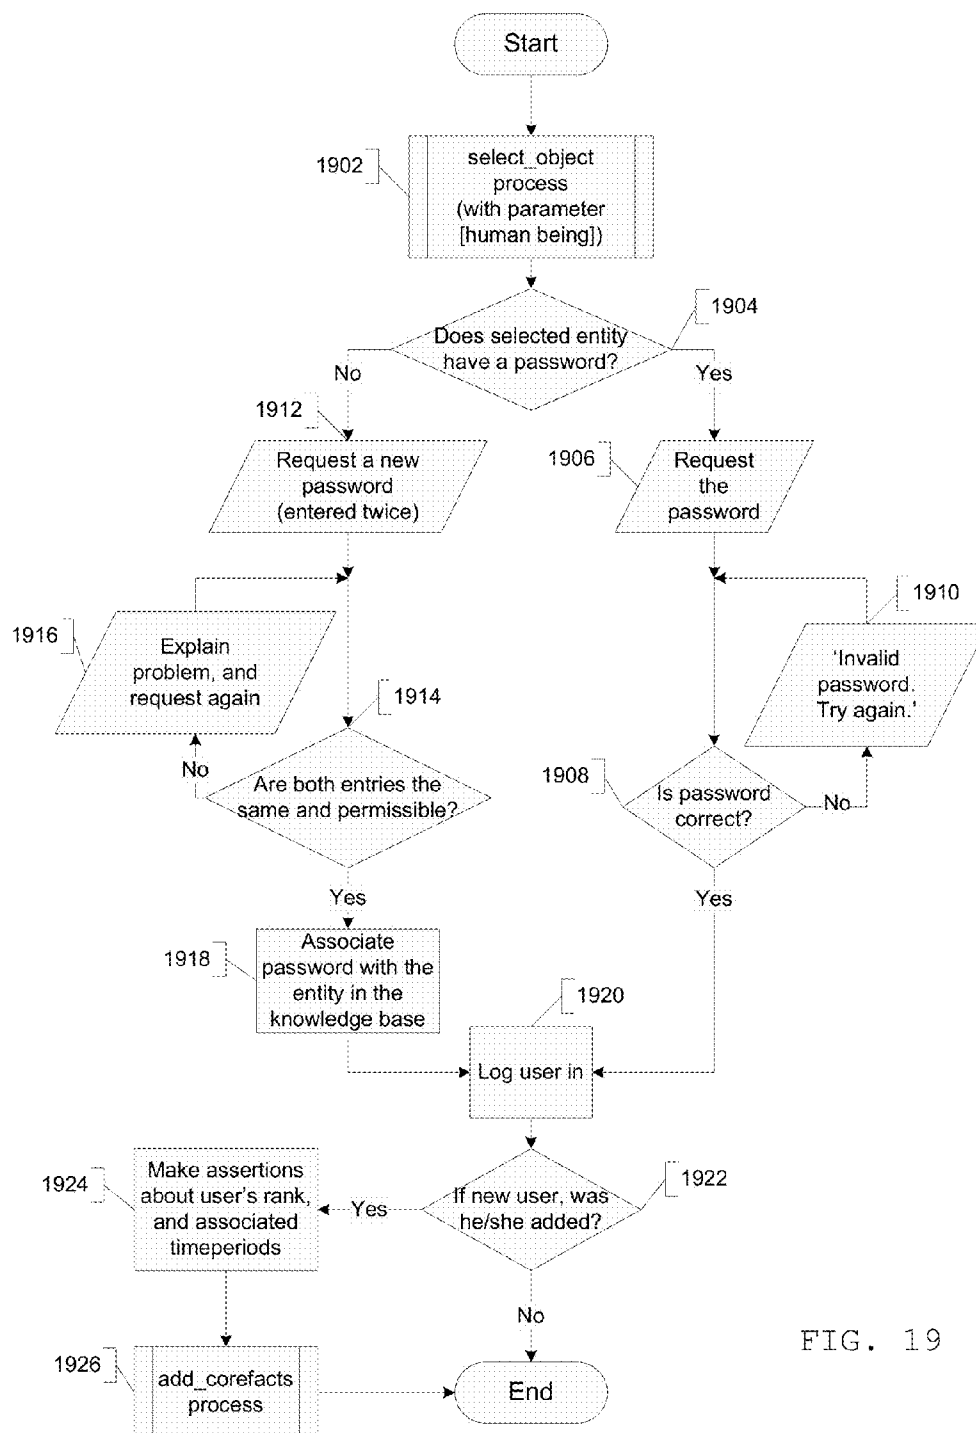 Start
1902
select_object
process
(with parameter
[human being])
1904
Does selected entity
have a password?
No
Yes
1912
Request a new
password
(entered twice)
1906
Request
the
password
1916
Explain
problem, and
request again
1910
'Invalid
password.
Try again.'
1914
No
Are both entries the
same and permissible?
1908
Is password
correct?
No
Yes
Yes
1918
Associate
password with the
entity in the
knowledge base
1920
Log user in
1924
Make assertions
about user's rank,
and associated
timeperiods
Yes
If new user, was
he/she added?
1922
No
1926
add_corefacts
process
End
FIG. 19